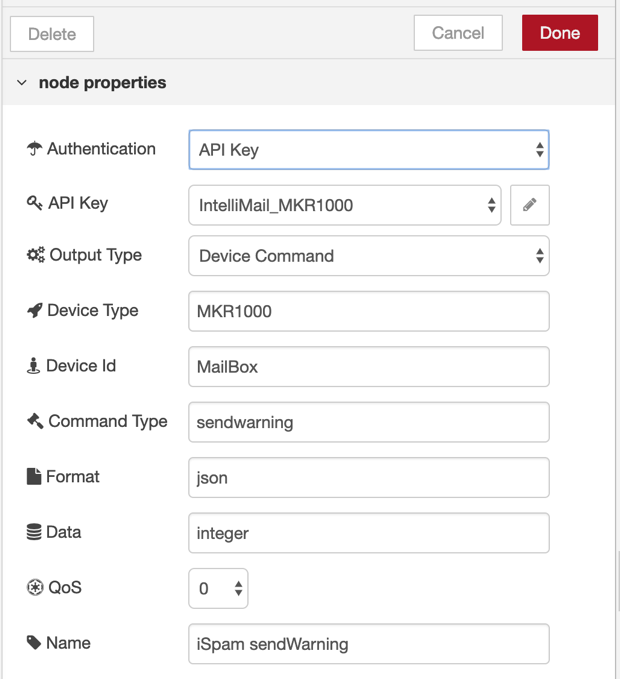 Delete Cancel Done
node properties
Authentication API Key
API Key IntelliMail_MKR1000
Output Type Device Command
Device Type MKR1000
Device Id MailBox
Command Type sendwarning
Format json
Data integer
QoS 0
Name iSpam sendWarning